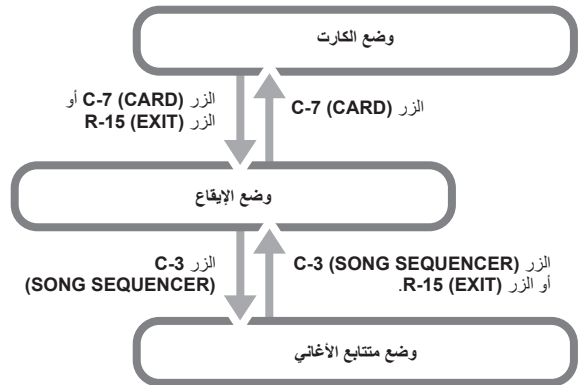 وضع الكارت
الزر C-7 (CARD)
الزر C-7 (CARD) أو
الزر R-15 (EXIT)
وضع الإيقاع
الزر C-3 (SONG SEQUENCER)
أو الزر R-15 (EXIT).
الزر C-3
(SONG SEQUENCER)
وضع متتابع الأغاني